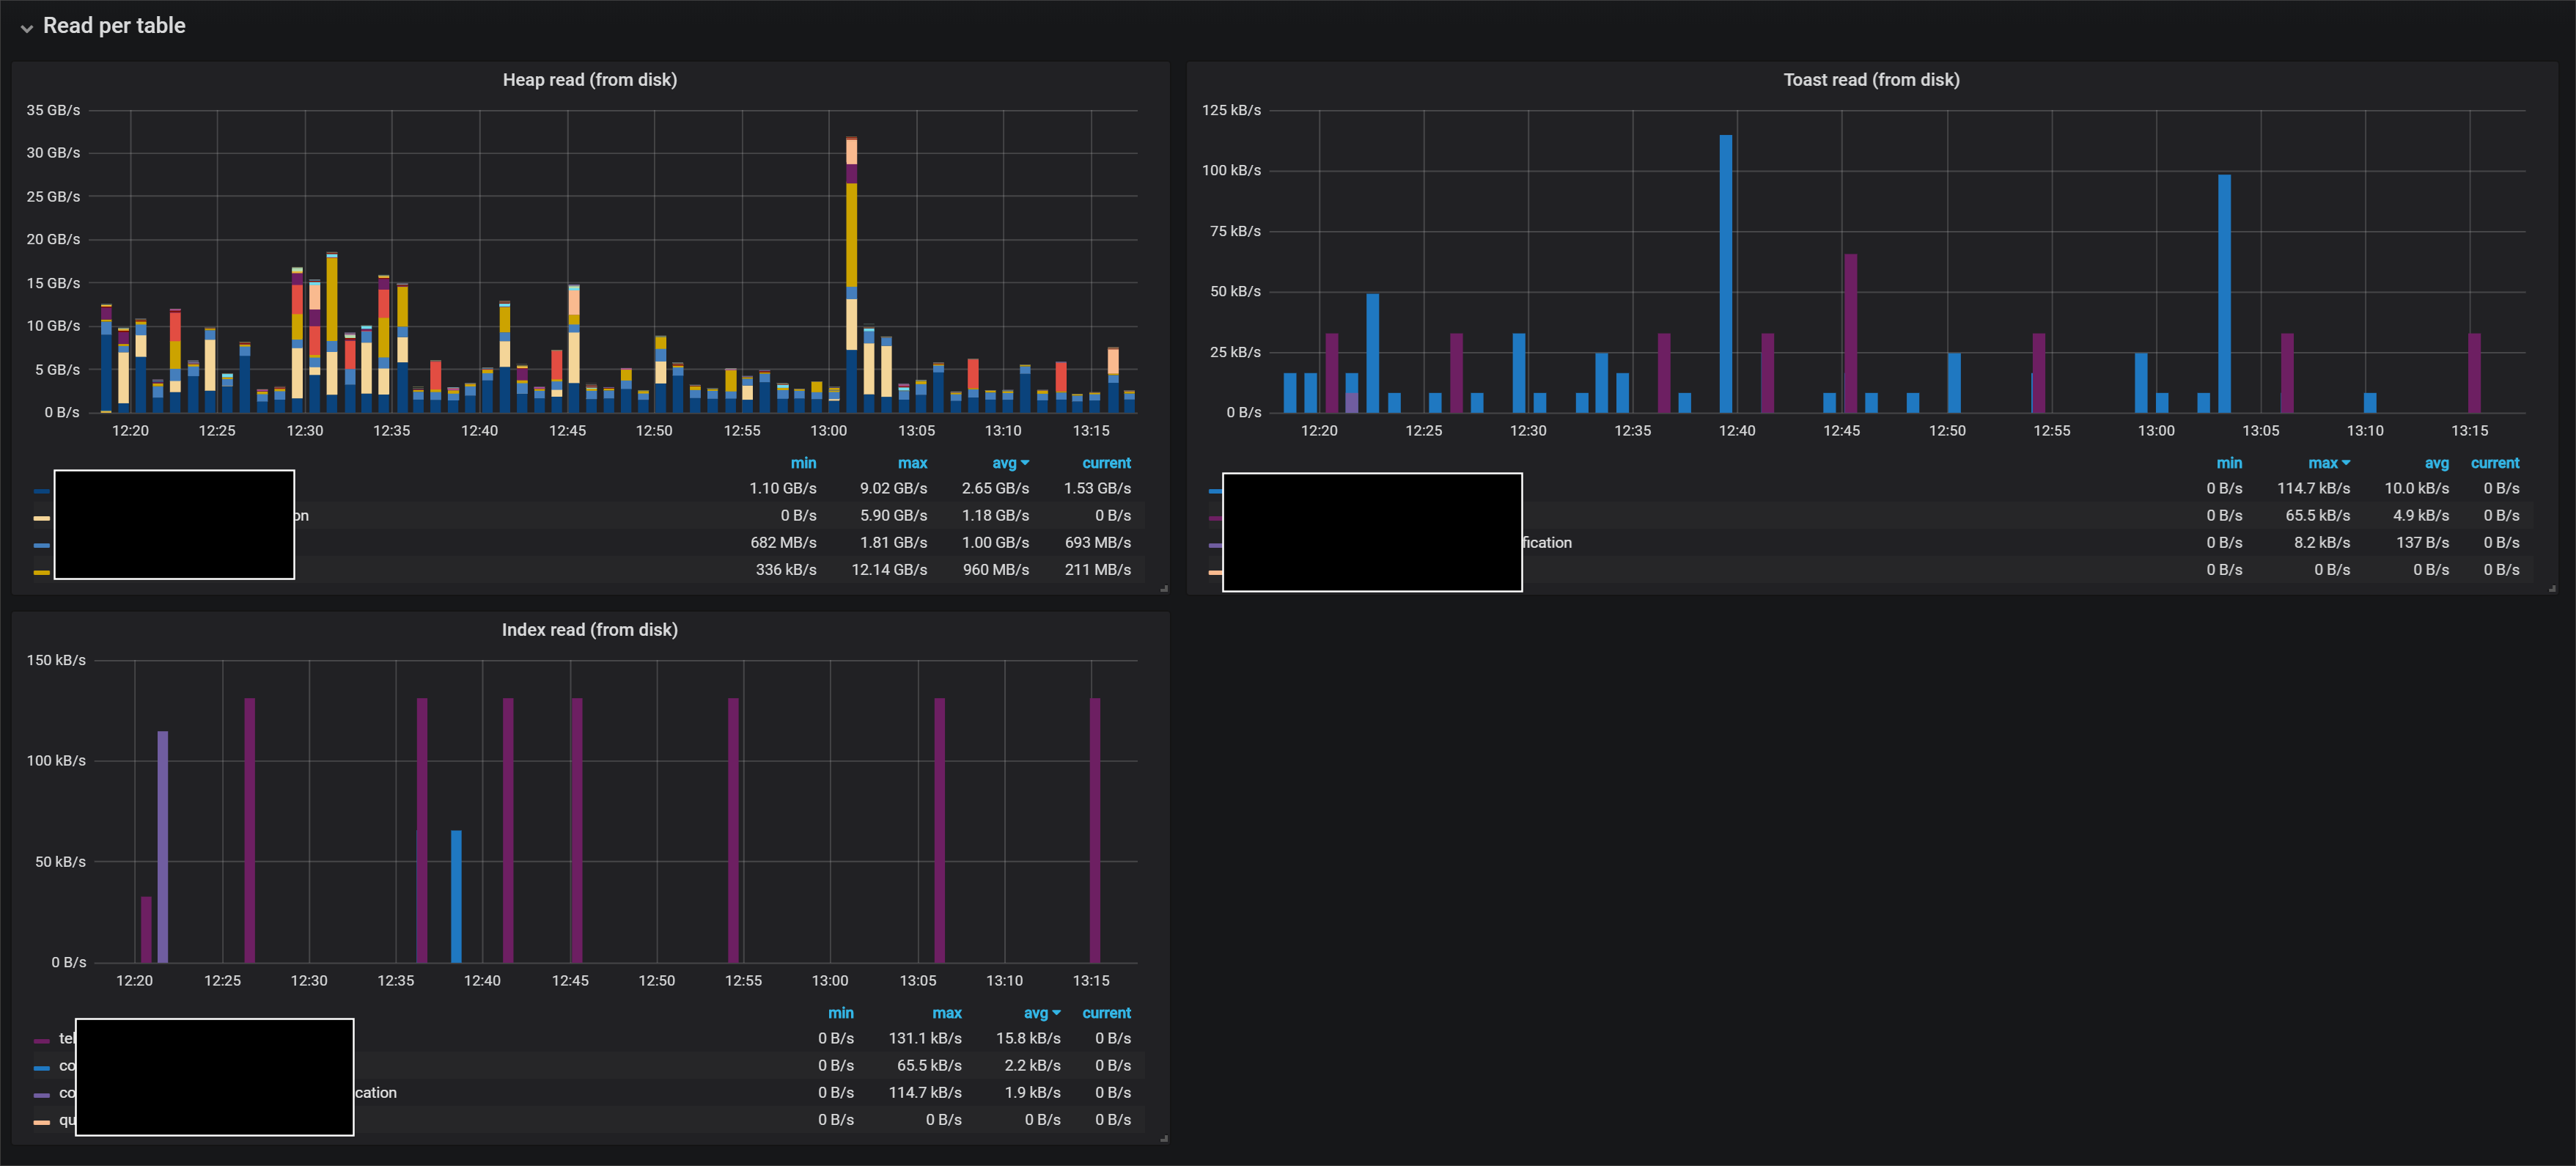 Read per table
Heap read (from disk)
35 GB/s
30 GB/s
25 GB/s
20 GB/s
15 GB/s
10 GB/s
5 GB/s
0 B/s
12:20 12:25 12:30 12:35 12:40 12:45 12:50 12:55 13:00 13:05 13:10 13:15
min max avg current
1.10 GB/s 9.02 GB/s 2.65 GB/s 1.53 GB/s
on 0 B/s 5.90 GB/s 1.18 GB/s 0 B/s
682 MB/s 1.81 GB/s 1.00 GB/s 693 MB/s
336 kB/s 12.14 GB/s 960 MB/s 211 MB/s
Toast read (from disk)
125 kB/s
100 kB/s
75 kB/s
50 kB/s
25 kB/s
0 B/s
12:20 12:25 12:30 12:35 12:40 12:45 12:50 12:55 13:00 13:05 13:10 13:15
min max avg current
0 B/s 114.7 kB/s 10.0 kB/s 0 B/s
0 B/s 65.5 kB/s 4.9 kB/s 0 B/s
fication 0 B/s 8.2 kB/s 137 B/s 0 B/s
0 B/s 0 B/s 0 B/s 0 B/s
Index read (from disk)
150 kB/s
100 kB/s
50 kB/s
0 B/s
12:20 12:25 12:30 12:35 12:40 12:45 12:50 12:55 13:00 13:05 13:10 13:15
min max avg current
tel 0 B/s 131.1 kB/s 15.8 kB/s 0 B/s
co 0 B/s 65.5 kB/s 2.2 kB/s 0 B/s
co cation 0 B/s 114.7 kB/s 1.9 kB/s 0 B/s
qu 0 B/s 0 B/s 0 B/s 0 B/s